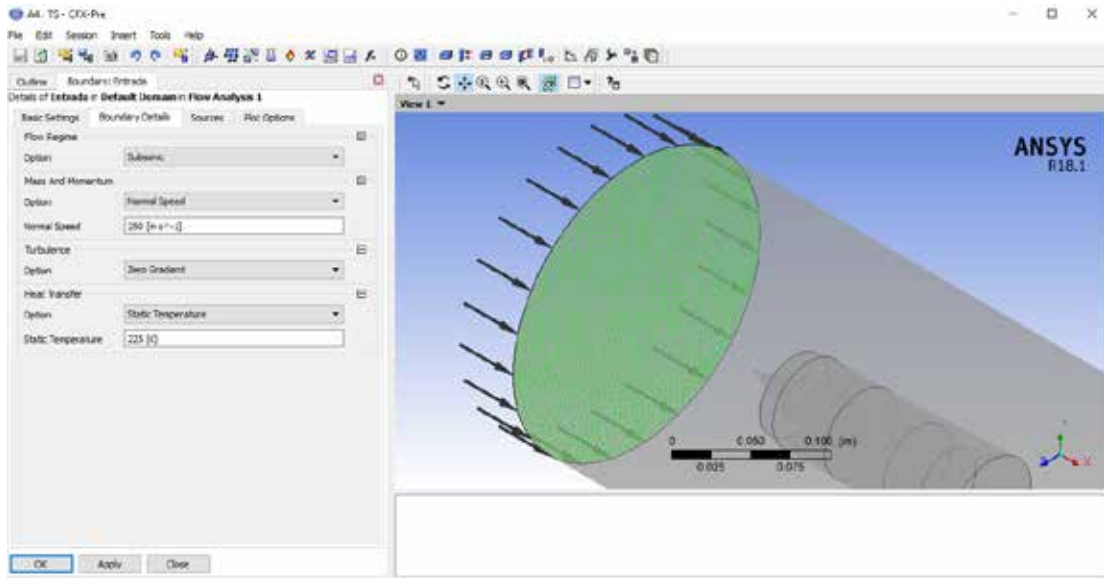 A4: TS - CFX-Pre
File Edit Session Insert Tools Help
Outline Boundary: Entrada
Details of Entrada in Default Domain in Flow Analysis 1
Basic Settings Boundary Details Sources Plot Options
Flow Regime
Option Subsonic
Mass And Momentum
Option Normal Speed
Normal Speed 280 [m s^-1]
Turbulence
Option Zero Gradient
Heat Transfer
Option Static Temperature
Static Temperature 225 [K]
OK Apply Close
View 1
ANSYS
R18.1
0 0.050 0.100 (m)
0.025 0.075
X